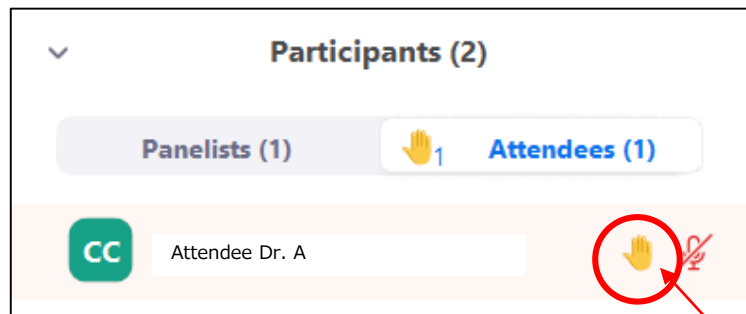 Participants (2)
Panelists (1) 1 Attendees (1)
CC Attendee Dr. A